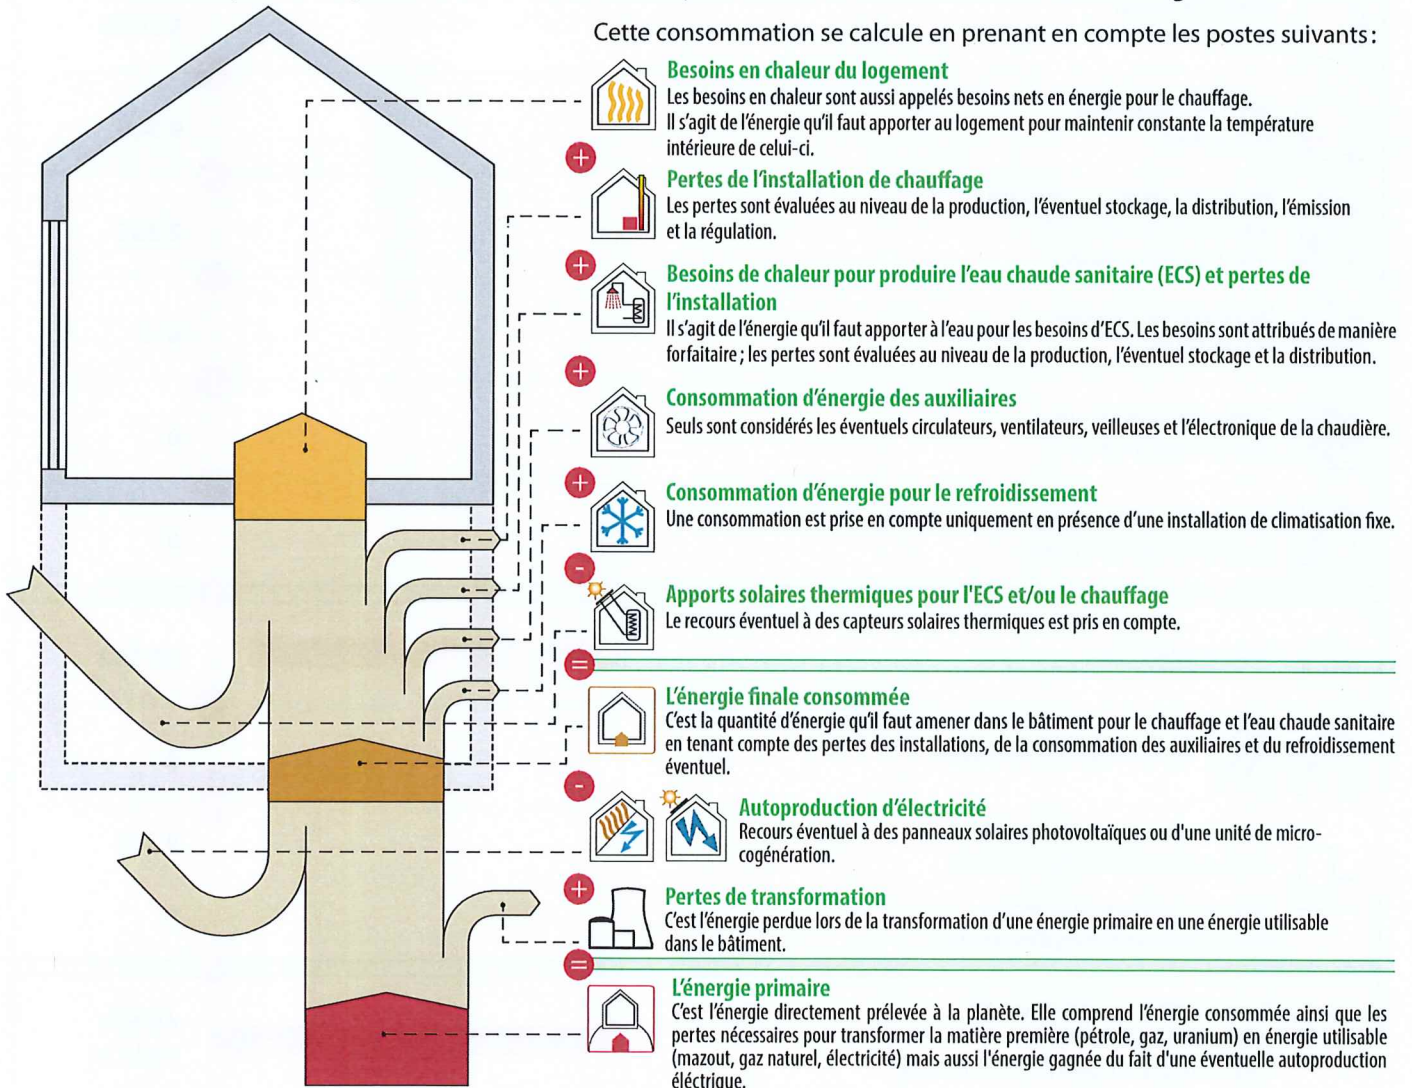 Cette consommation se calcule en prenant en compte les postes suivants :
Besoins en chaleur du logement
Les besoins en chaleur sont aussi appelés besoins nets en énergie pour le chauffage.
Il s'agit de l'énergie qu'il faut apporter au logement pour maintenir constante la température
intérieure de celui-ci.
+
Pertes de l'installation de chauffage
Les pertes sont évaluées au niveau de la production, l'éventuel stockage, la distribution, l'émission
et la régulation.
+
Besoins de chaleur pour produire l'eau chaude sanitaire (ECS) et pertes de
l'installation
Il s'agit de l'énergie qu'il faut apporter à l'eau pour les besoins d'ECS. Les besoins sont attribués de manière
forfaitaire ; les pertes sont évaluées au niveau de la production, l'éventuel stockage et la distribution.
+
Consommation d'énergie des auxiliaires
Seuls sont considérés les éventuels circulateurs, ventilateurs, veilleuses et l'électronique de la chaudière.
+
Consommation d'énergie pour le refroidissement
Une consommation est prise en compte uniquement en présence d'une installation de climatisation fixe.
-
Apports solaires thermiques pour l'ECS et/ou le chauffage
Le recours éventuel à des capteurs solaires thermiques est pris en compte.
=
L'énergie finale consommée
C'est la quantité d'énergie qu'il faut amener dans le bâtiment pour le chauffage et l'eau chaude sanitaire
en tenant compte des pertes des installations, de la consommation des auxiliaires et du refroidissement
éventuel.
-
Autoproduction d'électricité
Recours éventuel à des panneaux solaires photovoltaïques ou d'une unité de micro-
cogénération.
+
Pertes de transformation
C'est l'énergie perdue lors de la transformation d'une énergie primaire en une énergie utilisable
dans le bâtiment.
=
L'énergie primaire
C'est l'énergie directement prélevée à la planète. Elle comprend l'énergie consommée ainsi que les
pertes nécessaires pour transformer la matière première (pétrole, gaz, uranium) en énergie utilisable
(mazout, gaz naturel, électricité) mais aussi l'énergie gagnée du fait d'une éventuelle autoproduction
éléctrique.